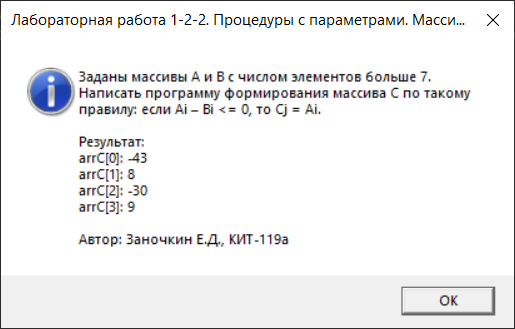 Лабораторная работа 1-2-2. Процедуры с параметрами. Масси...
Заданы массивы А и В с числом элементов больше 7.
Написать программу формирования массива С по такому
правилу: если Ai – Bi <= 0, то Cj = Ai.
Результат:
arrC[0]: -43
arrC[1]: 8
arrC[2]: -30
arrC[3]: 9
Автор: Заночкин Е.Д., КИТ-119а
OK